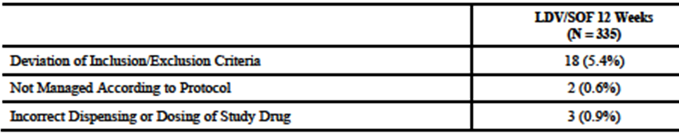 LDV/SOF 12 Weeks
(N = 335)
Deviation of Inclusion/Exclusion Criteria 18 (5.4%)
Not Managed According to Protocol 2 (0.6%)
Incorrect Dispensing or Dosing of Study Drug 3 (0.9%)